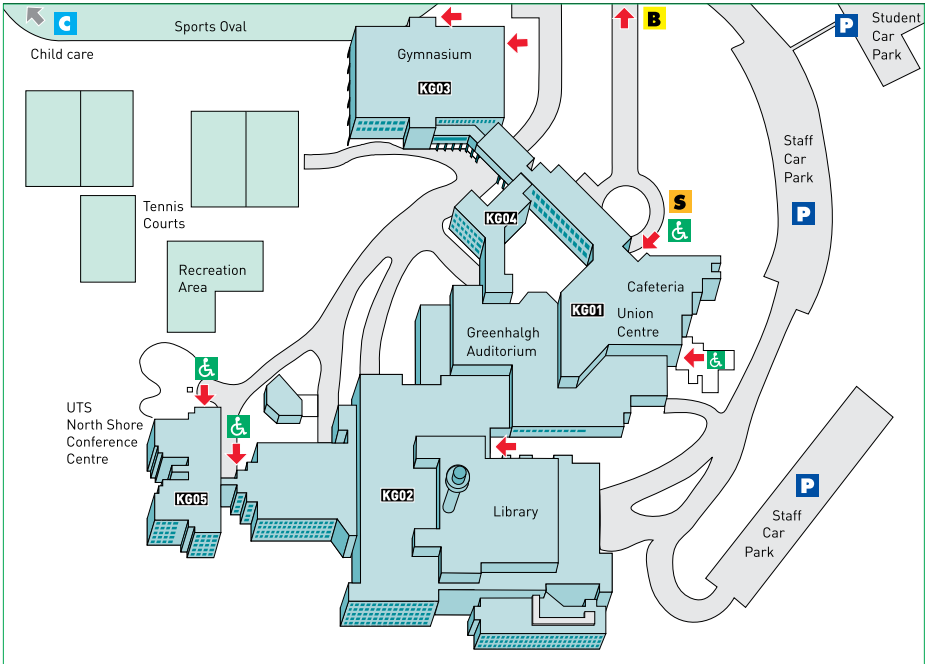 C
Child care
Sports Oval
B
P
Student
Car
Park
Gymnasium
KG03
Staff
Car
Park
P
Tennis
Courts
KG04
S
Recreation
Area
Cafeteria
KG01
Union
Centre
Greenhalgh
Auditorium
UTS
North Shore
Conference
Centre
KG05
KG02
Library
P
Staff
Car
Park